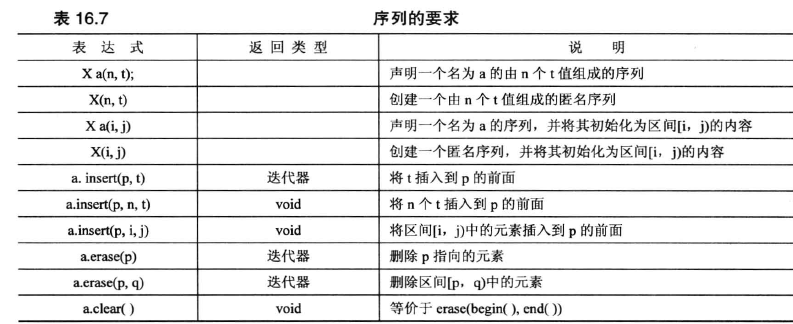 表 16.7 序列的要求
表 达 式 返 回 类 型 说 明
X a(n, t); 声明一个名为 a 的由 n 个 t 值组成的序列
X(n, t) 创建一个由 n 个 t 值组成的匿名序列
X a(i, j) 声明一个名为 a 的序列，并将其初始化为区间[i，j)的内容
X(i, j) 创建一个匿名序列，并将其初始化为区间[i，j)的内容
a. insert(p, t) 迭代器 将 t 插入到 p 的前面
a.insert(p, n, t) void 将 n 个 t 插入到 p 的前面
a.insert(p, i, j) void 将区间[i，j)中的元素插入到 p 的前面
a.erase(p) 迭代器 删除 p 指向的元素
a.erase(p, q) 迭代器 删除区间[p，q)中的元素
a.clear( ) void 等价于 erase(begin( ), end( ))